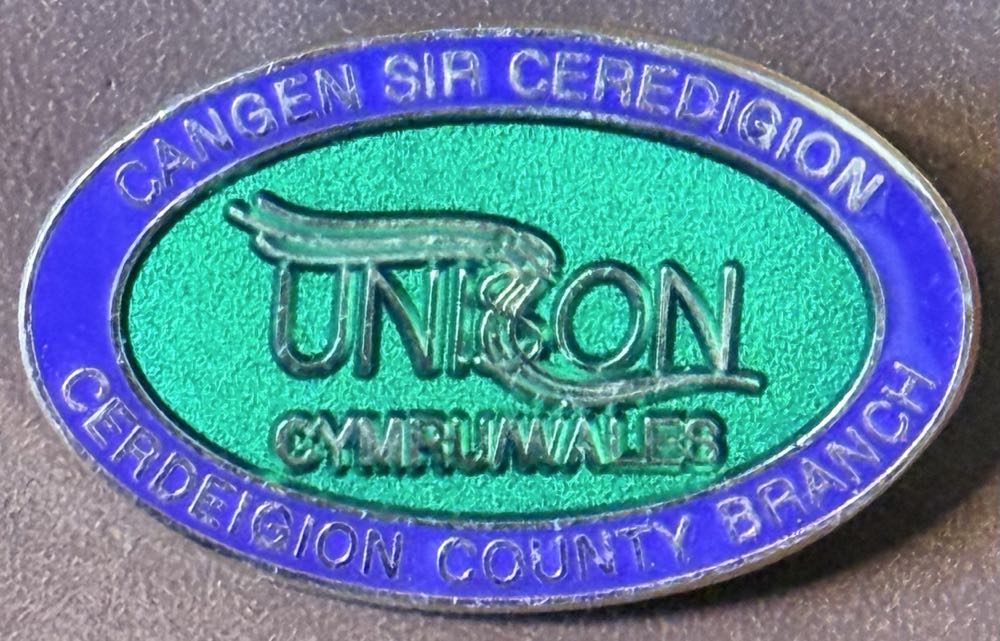 CANGEN SIR CEREDIGION
UNISON
CYMRU/WALES
CERDEIGION COUNTY BRANCH